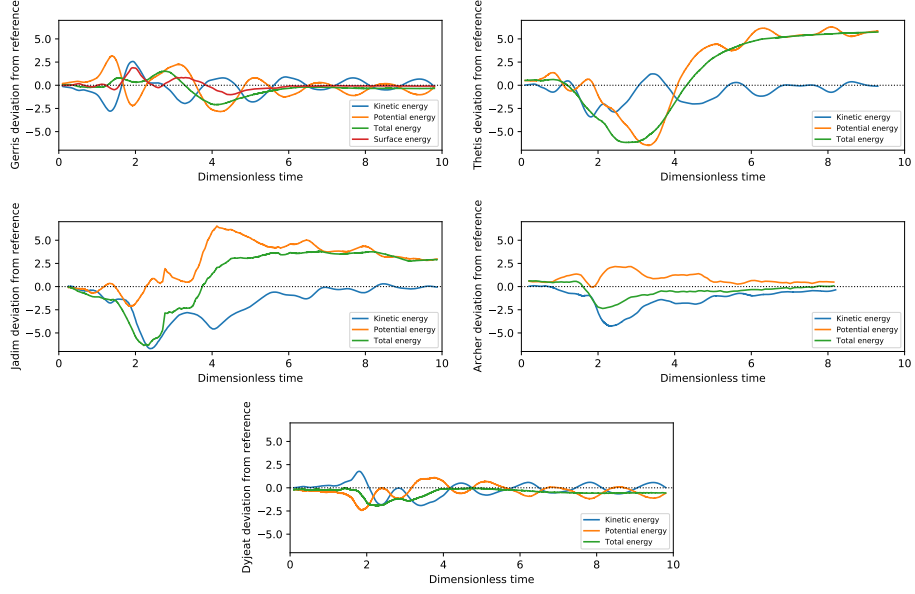 Gerris deviation from reference
5.0
2.5
0.0
−2.5
−5.0
0
2
4
6
8
10
Dimensionless time
Kinetic energy
Potential energy
Total energy
Surface energy
Thetis deviation from reference
5.0
2.5
0.0
−2.5
−5.0
0
2
4
6
8
10
Dimensionless time
Kinetic energy
Potential energy
Total energy
Jadim deviation from reference
5.0
2.5
0.0
−2.5
−5.0
0
2
4
6
8
10
Dimensionless time
Kinetic energy
Potential energy
Total energy
Archer deviation from reference
5.0
2.5
0.0
−2.5
−5.0
0
2
4
6
8
10
Dimensionless time
Kinetic energy
Potential energy
Total energy
Dyjeat deviation from reference
5.0
2.5
0.0
−2.5
−5.0
0
2
4
6
8
10
Dimensionless time
Kinetic energy
Potential energy
Total energy